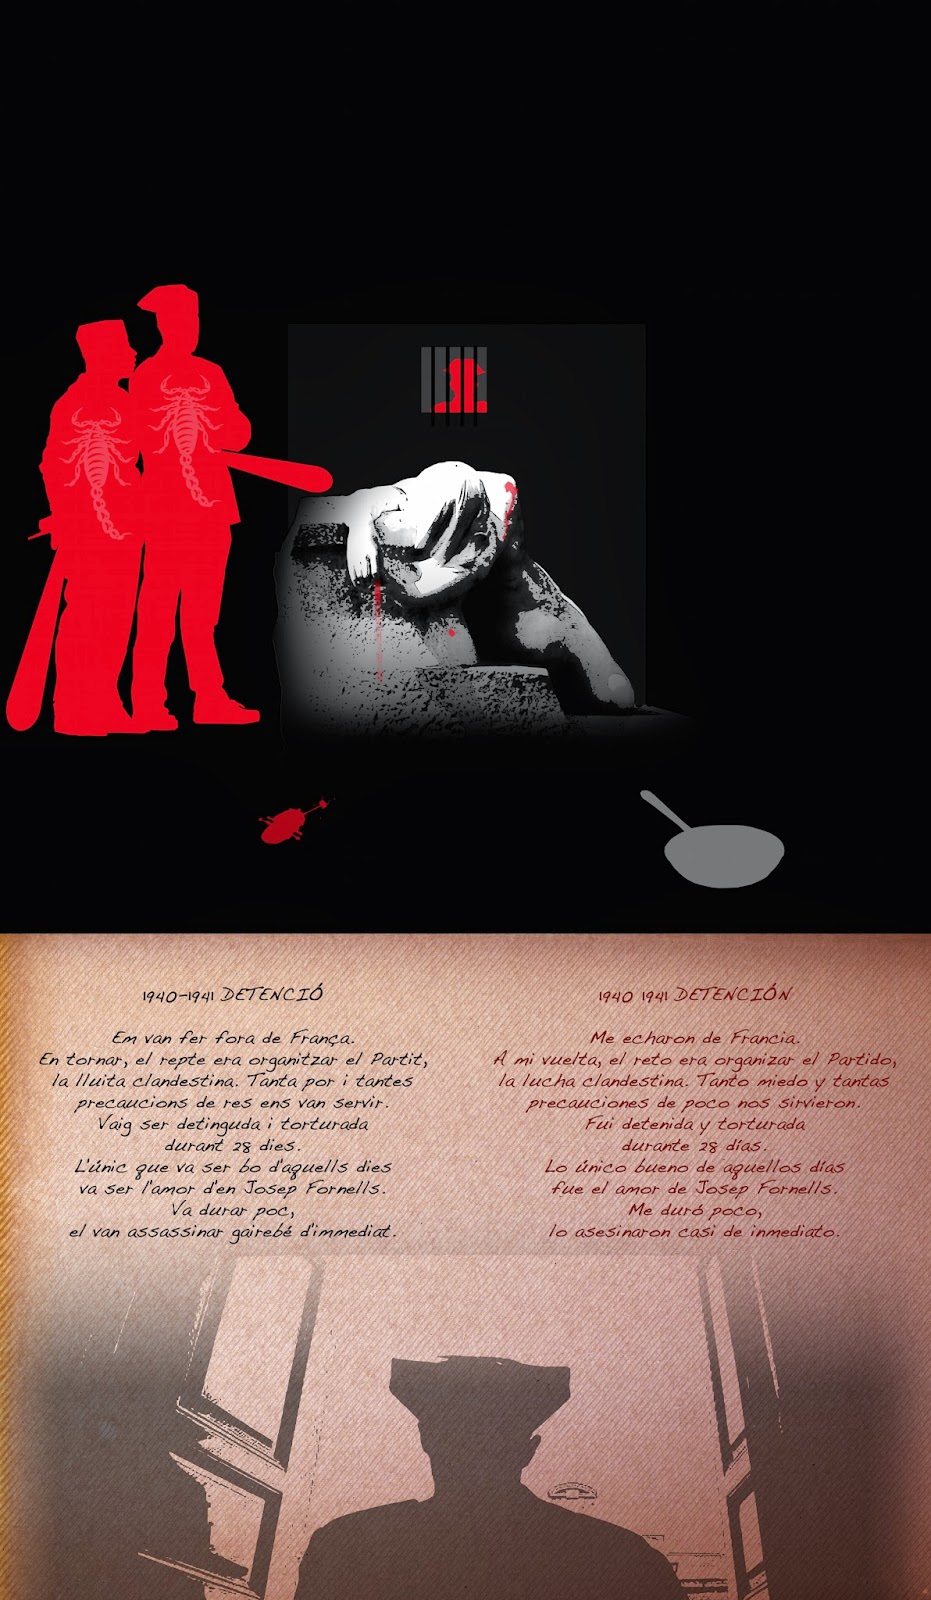 1940-1941 DETENCIÓ
Em van fer fora de França.
En tornar, el repte era organitzar el Partit,
la lluita clandestina. Tanta por i tantes
precaucions de res ens van servir.
Vaig ser detinguda i torturada
durant 28 dies.
L'únic que va ser bo d'aquells dies
va ser l'amor d'en Josep Fornells.
Va durar poc,
el van assassinar gairebé d'immediat.
1940 1941 DETENCIÓN
Me echaron de Francia.
A mi vuelta, el reto era organizar el Partido,
la lucha clandestina. Tanto miedo y tantas
precauciones de poco nos sirvieron.
Fui detenida y torturada
durante 28 días.
Lo único bueno de aquellos días
fue el amor de Josep Fornells.
Me duró poco,
lo asesinaron casi de inmediato.